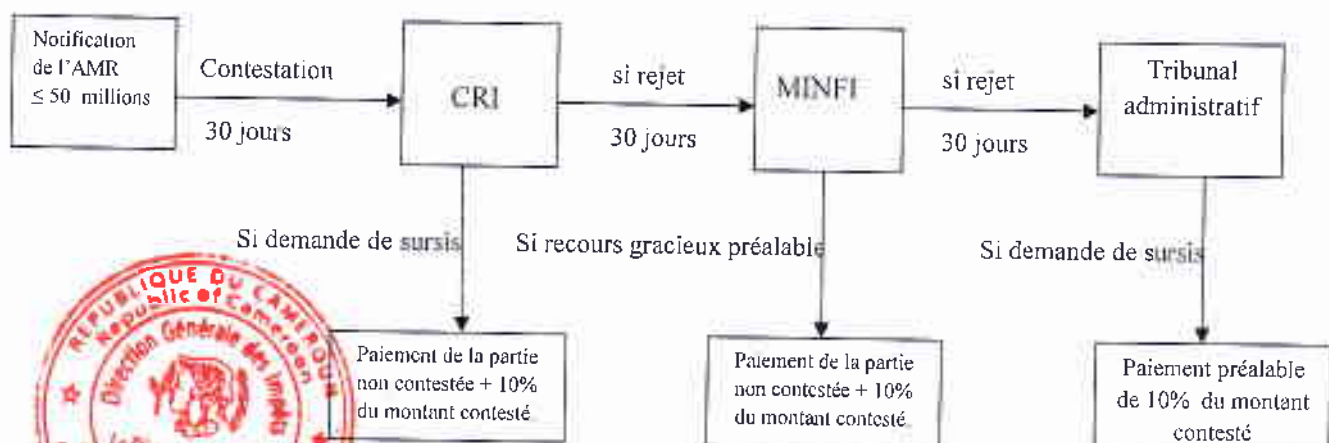 Notification
de l'AMR
≤ 50 millions
Contestation
30 jours
CRI
si rejet
30 jours
MINFI
si rejet
30 jours
Tribunal
administratif
Si demande de sursis
Si recours gracieux préalable
Si demande de sursis
Paiement de la partie
non contestée + 10%
du montant contesté
Paiement de la partie
non contestée + 10%
du montant contesté
Paiement préalable
de 10% du montant
contesté
REPUBLIQUE DU CAMEROUN
Republic of Cameroon
Direction Générale des Impôts